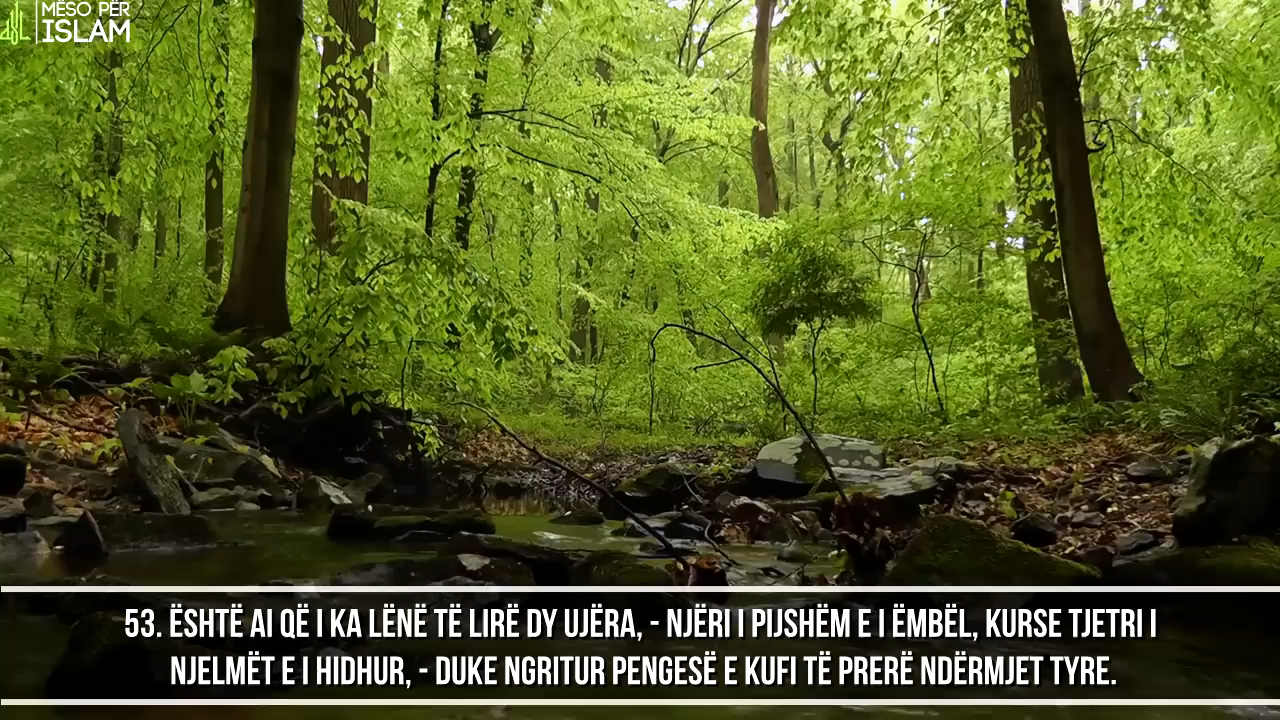 MËSO PËR
ISLAM
53. ËSHTË AI QË I KA LËNË TË LIRË DY UJËRA, - NJËRI I PIJSHËM E I ËMBËL, KURSE TJETRI I
NJELMËT E I HIDHUR, - DUKE NGRITUR PENGESË E KUFI TË PRERË NDËRMJET TYRE.